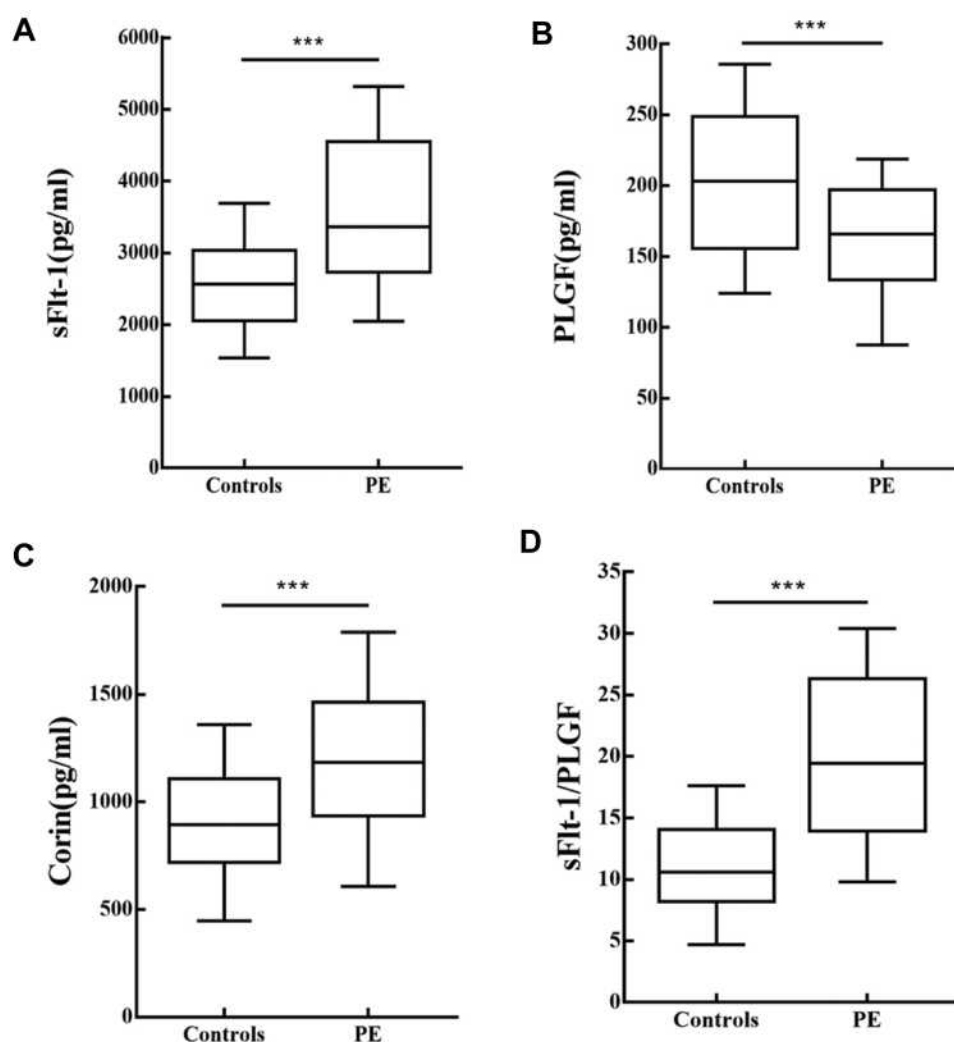 A
sFlt-1(pg/ml)
6000
5000
4000
3000
2000
1000
0
***
Controls
PE
B
PLGF(pg/ml)
300
250
200
150
100
50
0
***
Controls
PE
C
Corin(pg/ml)
2000
1500
1000
500
0
***
Controls
PE
D
sFlt-1/PLGF
35
30
25
20
15
10
5
0
***
Controls
PE